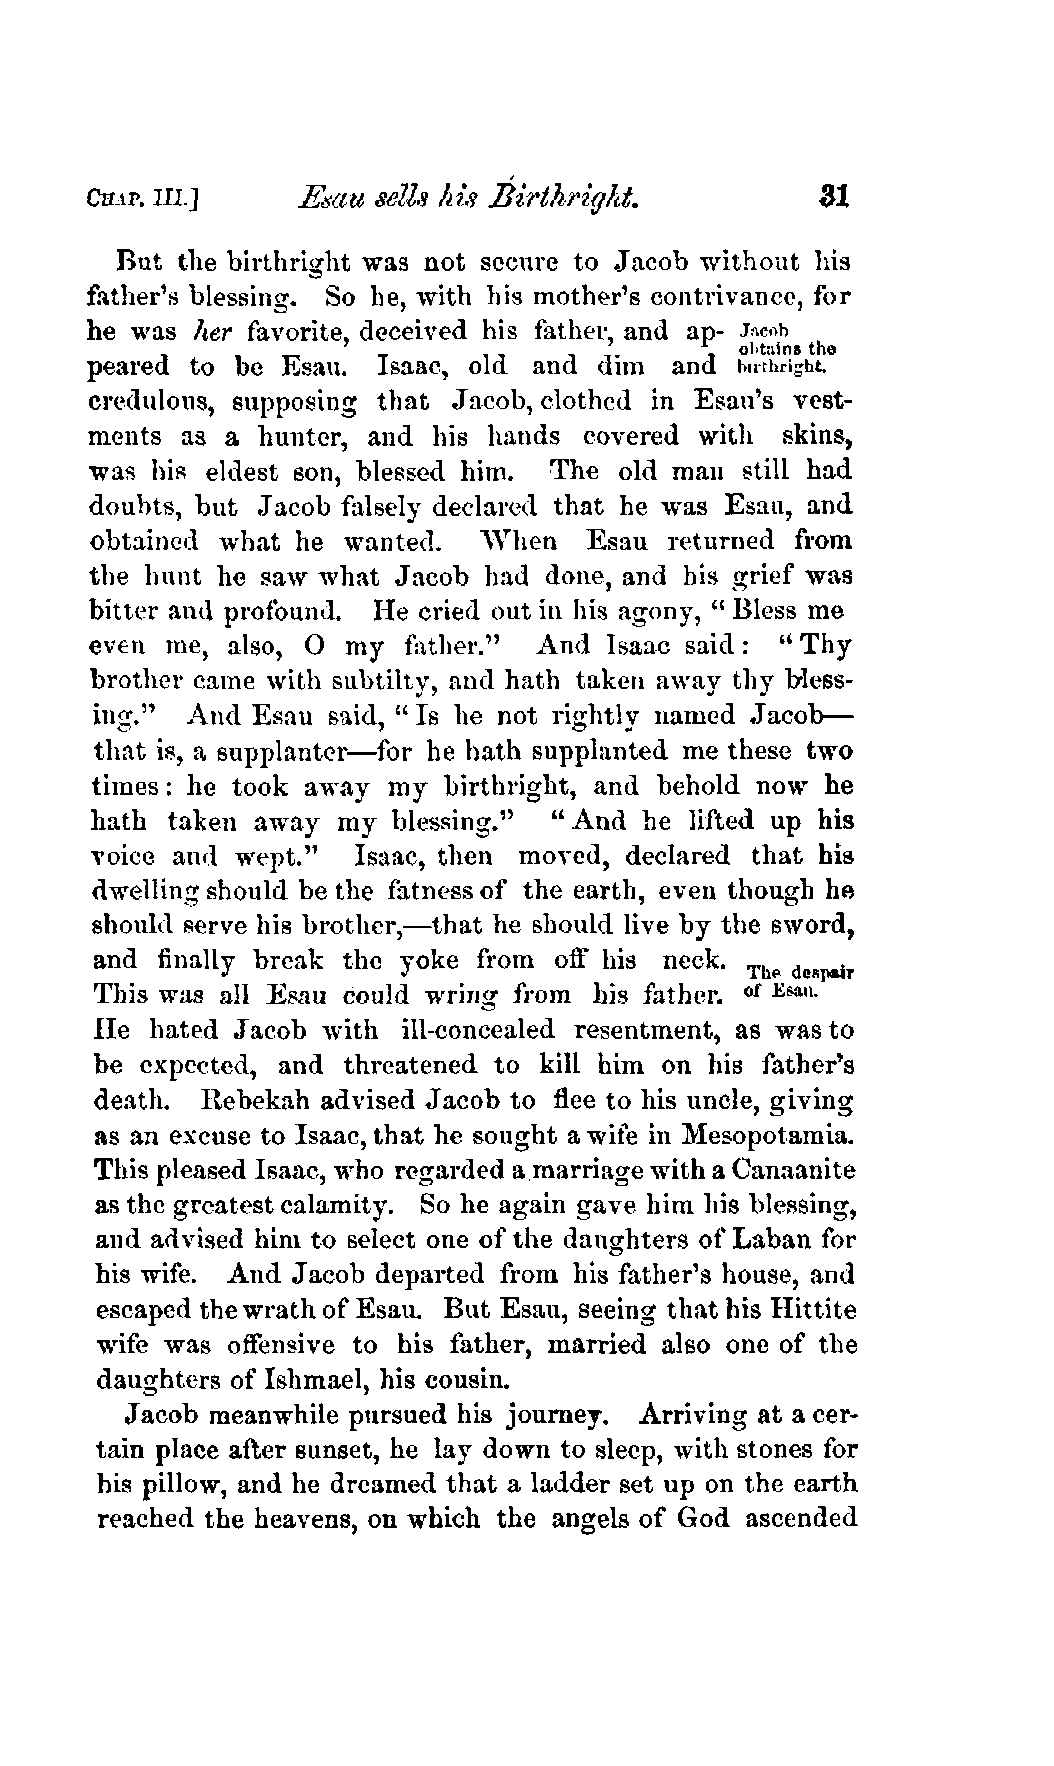 CHAP. III.] Esau sells his Birthright. 31
But the birthright was not secure to Jacob without his
father's blessing. So he, with his mother's contrivance, for
he was her favorite, deceived his father, and ap-
Jacob
obtains the
birthright.
peared to be Esau. Isaac, old and dim and
credulous, supposing that Jacob, clothed in Esau's vest-
ments as a hunter, and his hands covered with skins,
was his eldest son, blessed him. The old man still had
doubts, but Jacob falsely declared that he was Esau, and
obtained what he wanted. When Esau returned from
the hunt he saw what Jacob had done, and his grief was
bitter and profound. He cried out in his agony, "Bless me
even me, also, O my father." And Isaac said: "Thy
brother came with subtilty, and hath taken away thy bless-
ing." And Esau said, "Is he not rightly named Jacob—
that is, a supplanter—for he hath supplanted me these two
times: he took away my birthright, and behold now he
hath taken away my blessing." "And he lifted up his
voice and wept." Isaac, then moved, declared that his
dwelling should be the fatness of the earth, even though he
should serve his brother,—that he should live by the sword,
and finally break the yoke from off his neck.
The despair
of Esau.
This was all Esau could wring from his father.
He hated Jacob with ill-concealed resentment, as was to
be expected, and threatened to kill him on his father's
death. Rebekah advised Jacob to flee to his uncle, giving
as an excuse to Isaac, that he sought a wife in Mesopotamia.
This pleased Isaac, who regarded a marriage with a Canaanite
as the greatest calamity. So he again gave him his blessing,
and advised him to select one of the daughters of Laban for
his wife. And Jacob departed from his father's house, and
escaped the wrath of Esau. But Esau, seeing that his Hittite
wife was offensive to his father, married also one of the
daughters of Ishmael, his cousin.
Jacob meanwhile pursued his journey. Arriving at a cer-
tain place after sunset, he lay down to sleep, with stones for
his pillow, and he dreamed that a ladder set up on the earth
reached the heavens, on which the angels of God ascended